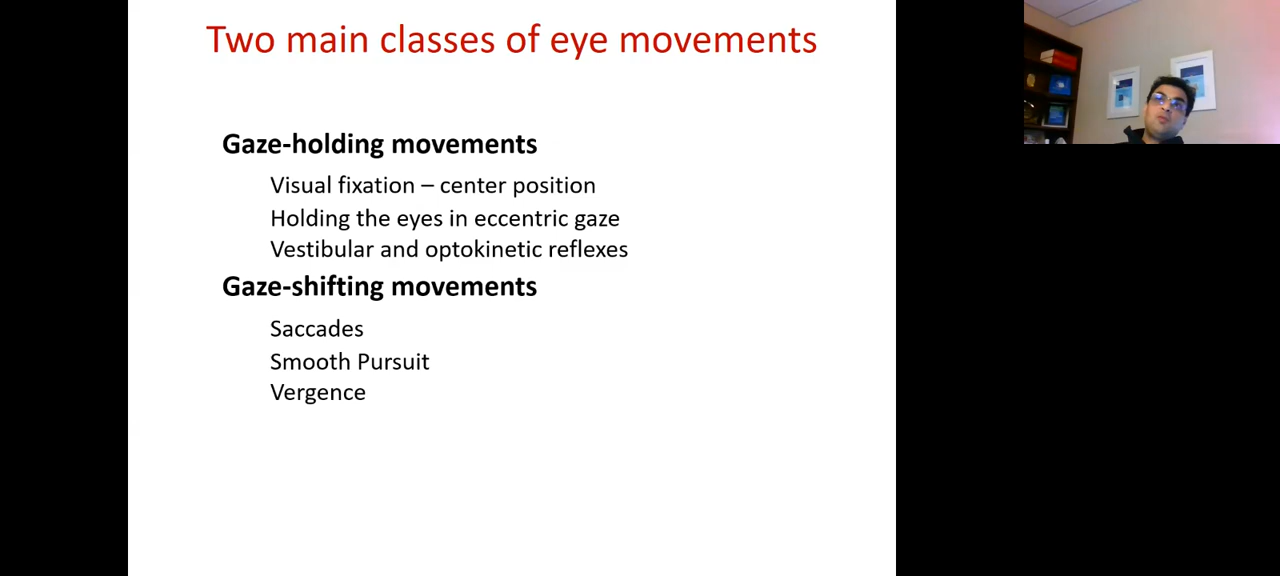 Two main classes of eye movements
Gaze-holding movements
Visual fixation – center position
Holding the eyes in eccentric gaze
Vestibular and optokinetic reflexes
Gaze-shifting movements
Saccades
Smooth Pursuit
Vergence